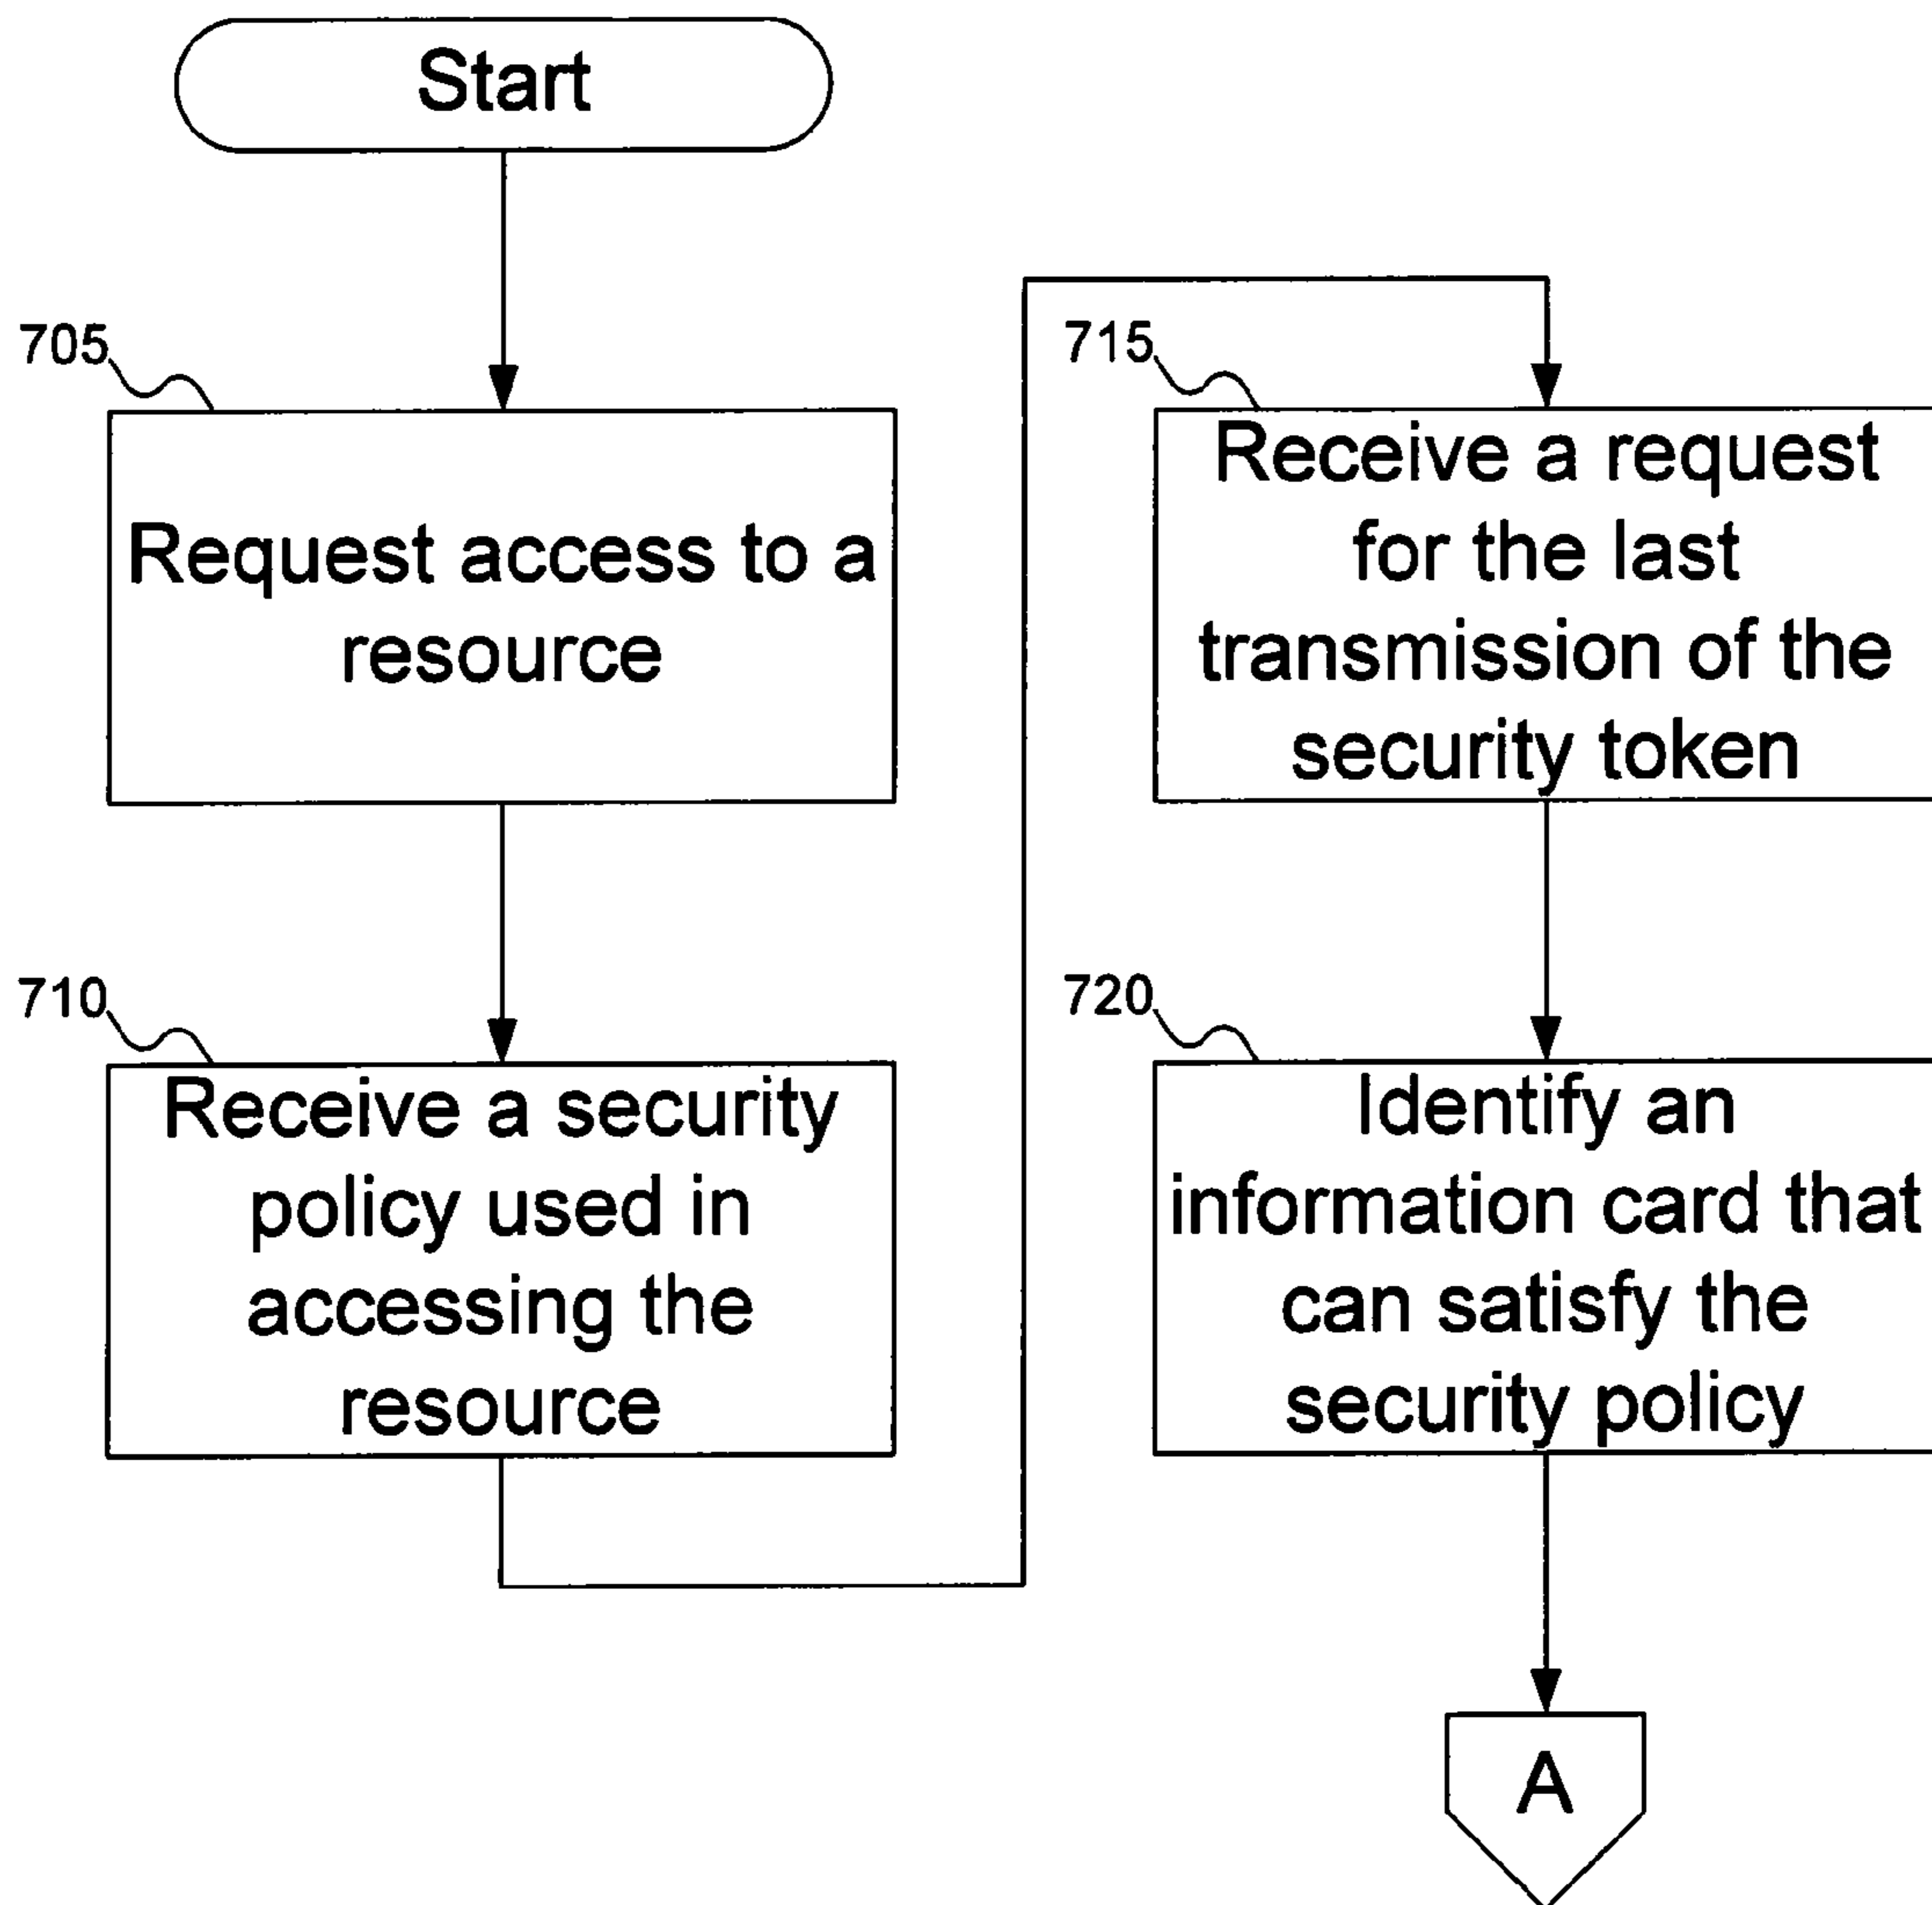 Start
705
Request access to a
resource
710
Receive a security
policy used in
accessing the
resource
715
Receive a request
for the last
transmission of the
security token
720
Identify an
information card that
can satisfy the
security policy
A